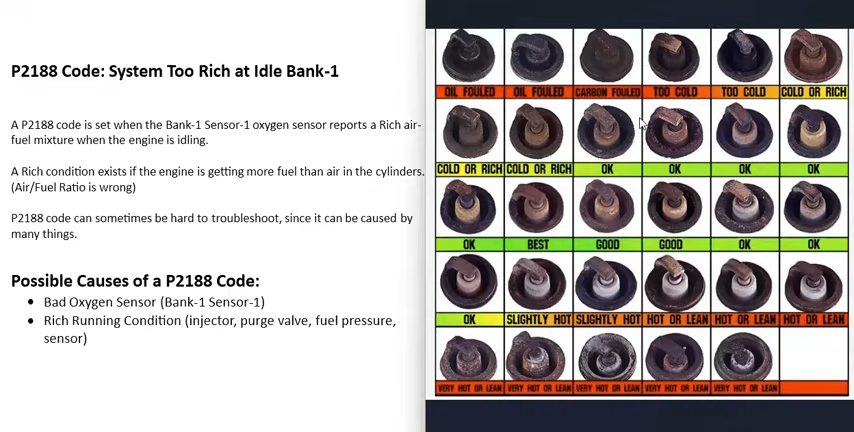 P2188 Code: System Too Rich at Idle Bank-1
A P2188 code is set when the Bank-1 Sensor-1 oxygen sensor reports a Rich air-
fuel mixture when the engine is idling.
A Rich condition exists if the engine is getting more fuel than air in the cylinders.
(Air/Fuel Ratio is wrong)
P2188 code can sometimes be hard to troubleshoot, since it can be caused by
many things.
Possible Causes of a P2188 Code:
• Bad Oxygen Sensor (Bank-1 Sensor-1)
• Rich Running Condition (injector, purge valve, fuel pressure,
sensor)
OIL FOULED OIL FOULED CARBON FOULED TOO COLD TOO COLD COLD OR RICH
COLD OR RICH COLD OR RICH OK OK OK OK
OK BEST GOOD GOOD OK OK
OK SLIGHTLY HOT SLIGHTLY HOT HOT OR LEAN HOT OR LEAN HOT OR LEAN
VERY HOT OR LEAN VERY HOT OR LEAN VERY HOT OR LEAN VERY HOT OR LEAN VERY HOT OR LEAN